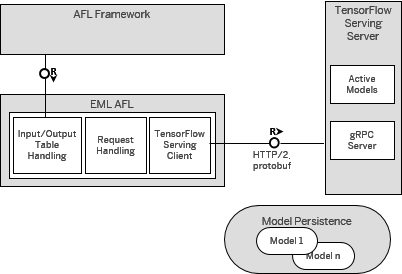 AFL Framework
TensorFlow
Serving
Server
R
Active
Models
EML AFL
Input/Output
Table
Handling
Request
Handling
TensorFlow
Serving
Client
R
HTTP/2,
protobuf
gRPC
Server
Model Persistence
Model 1
Model n